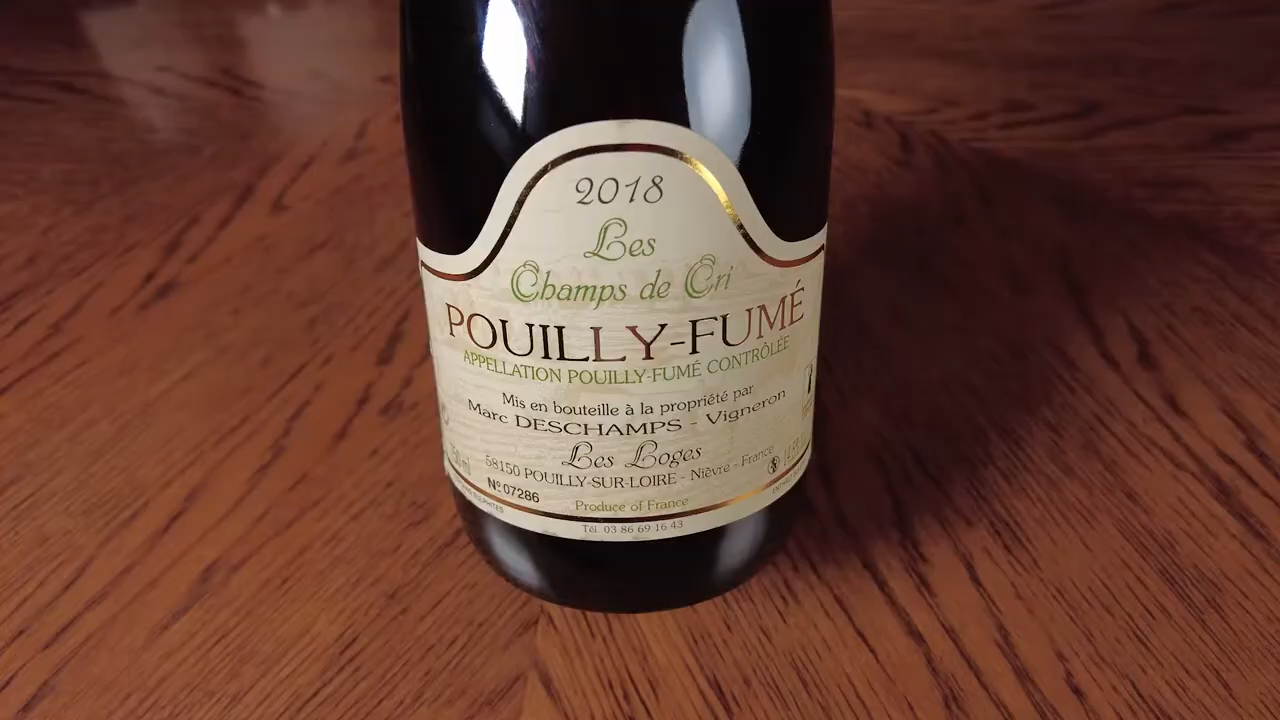 2018
Les
Champs de Cri
POUILLY-FUMÉ
APPELLATION POUILLY-FUMÉ CONTRÔLÉE
Mis en bouteille à la propriété par
Marc DESCHAMPS - Vigneron
Les Loges
58150 POUILLY-SUR-LOIRE - Nièvre - France
Nº 07286
Produce of France
Tél. 03 86 69 16 43